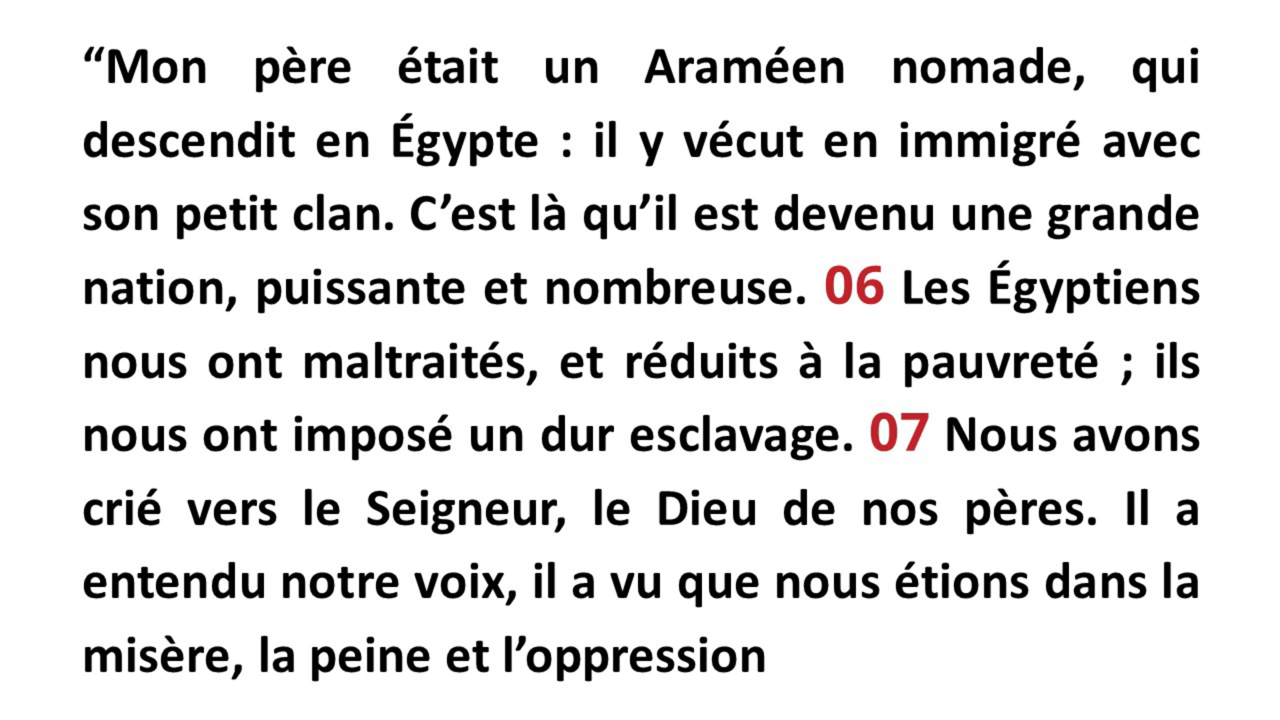 “Mon père était un Araméen nomade, qui
descendit en Égypte : il y vécut en immigré avec
son petit clan. C’est là qu’il est devenu une grande
nation, puissante et nombreuse. 06 Les Égyptiens
nous ont maltraités, et réduits à la pauvreté ; ils
nous ont imposé un dur esclavage. 07 Nous avons
crié vers le Seigneur, le Dieu de nos pères. Il a
entendu notre voix, il a vu que nous étions dans la
misère, la peine et l’oppression